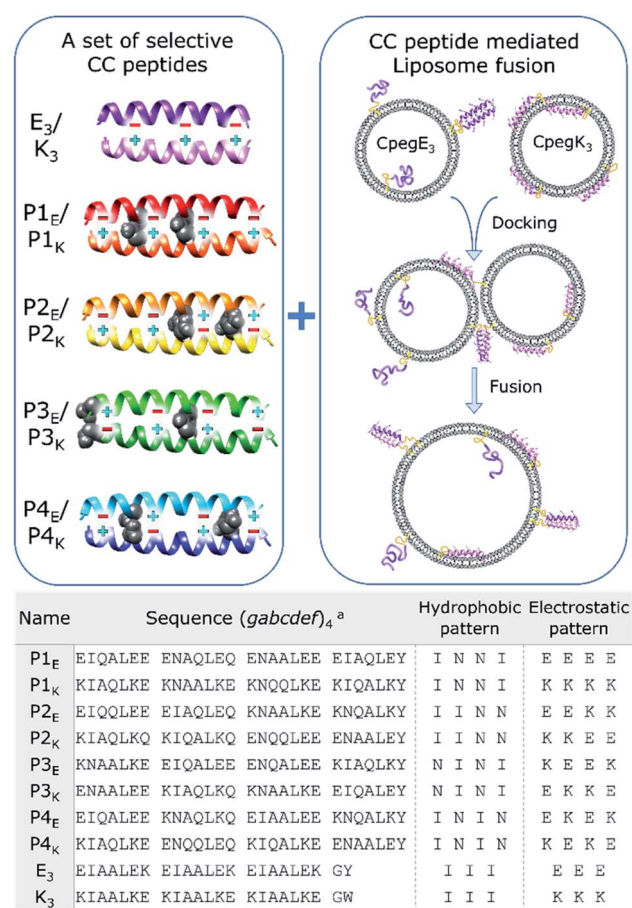 A set of selective
CC peptides
E3/
K3
P1E/
P1K
P2E/
P2K
P3E/
P3K
P4E/
P4K
+
CC peptide mediated
Liposome fusion
CpegE3
CpegK3
Docking
Fusion
Name Sequence (gabcdef)4 a Hydrophobic pattern Electrostatic pattern
P1E EIQALEE ENAQLEQ ENAALEE EIAQLEY I N N I E E E E
P1K KIAQLKE KNAALKE KNQQLKE KIQALKY I N N I K K K K
P2E EIQQLEE EIAQLEQ KNAALKE KNQALKY I I N N E E K K
P2K KIAQLKQ KIQALKQ ENQQLEE ENAALEY I I N N K K E E
P3E KNAALKE EIQALEE ENQALEE KIAQLKY N I N I K E E K
P3K ENAALEE KIAQLKQ KNAALKE EIQALEY N I N I E K K E
P4E EIQALEE KNAQLKQ EIAALEE KNQALKY I N I N E K E K
P4K KIAQLKE ENQQLEQ KIQALKE ENAALEY I N I N K E K E
E3 EIAALEK EIAALEK EIAALEK GY I I I E E E
K3 KIAALKE KIAALKE KIAALKE GW I I I K K K